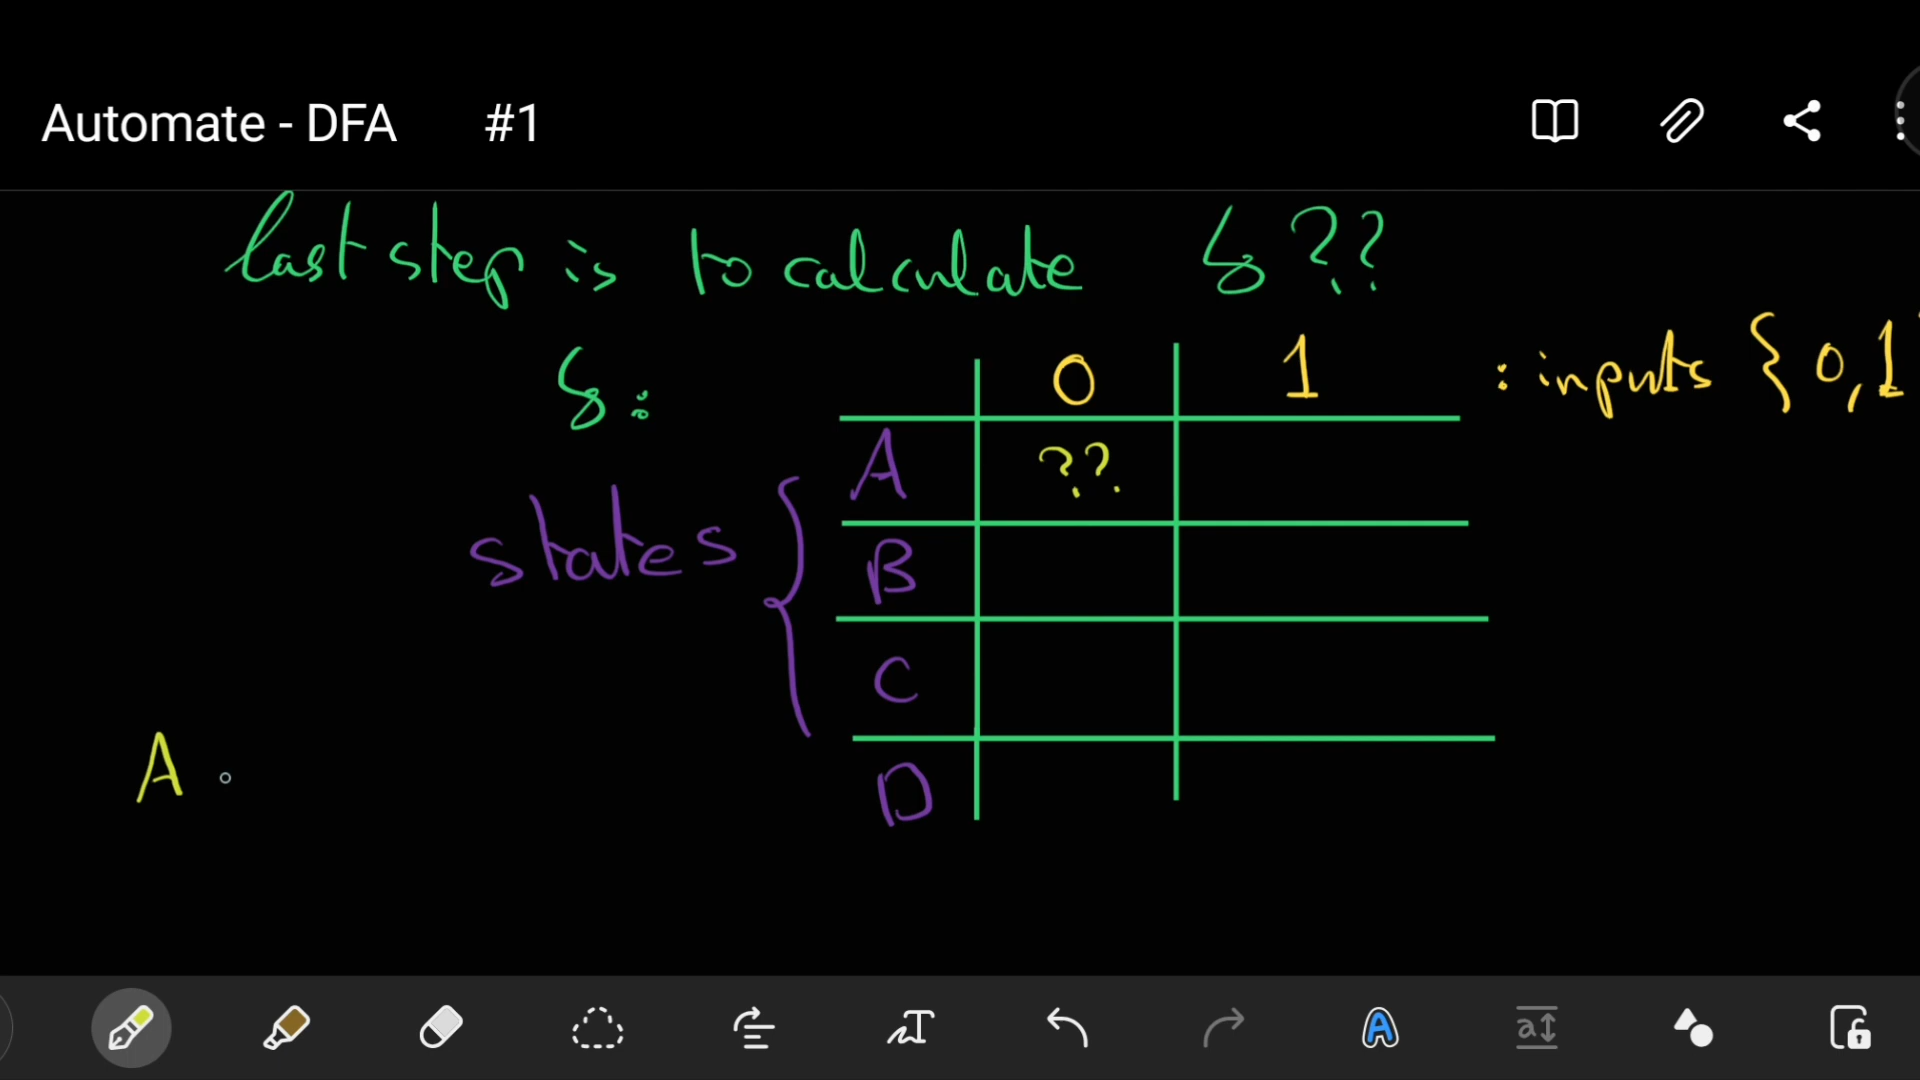 Automate - DFA #1
last step is to calculate δ ??
δ : 0 1 : inputs { 0,1
A ??
states { B
C
A D